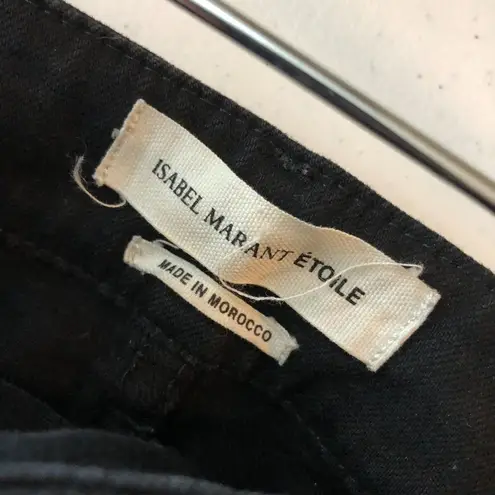 ISABEL MARANT ÉTOILE
MADE IN MOROCCO